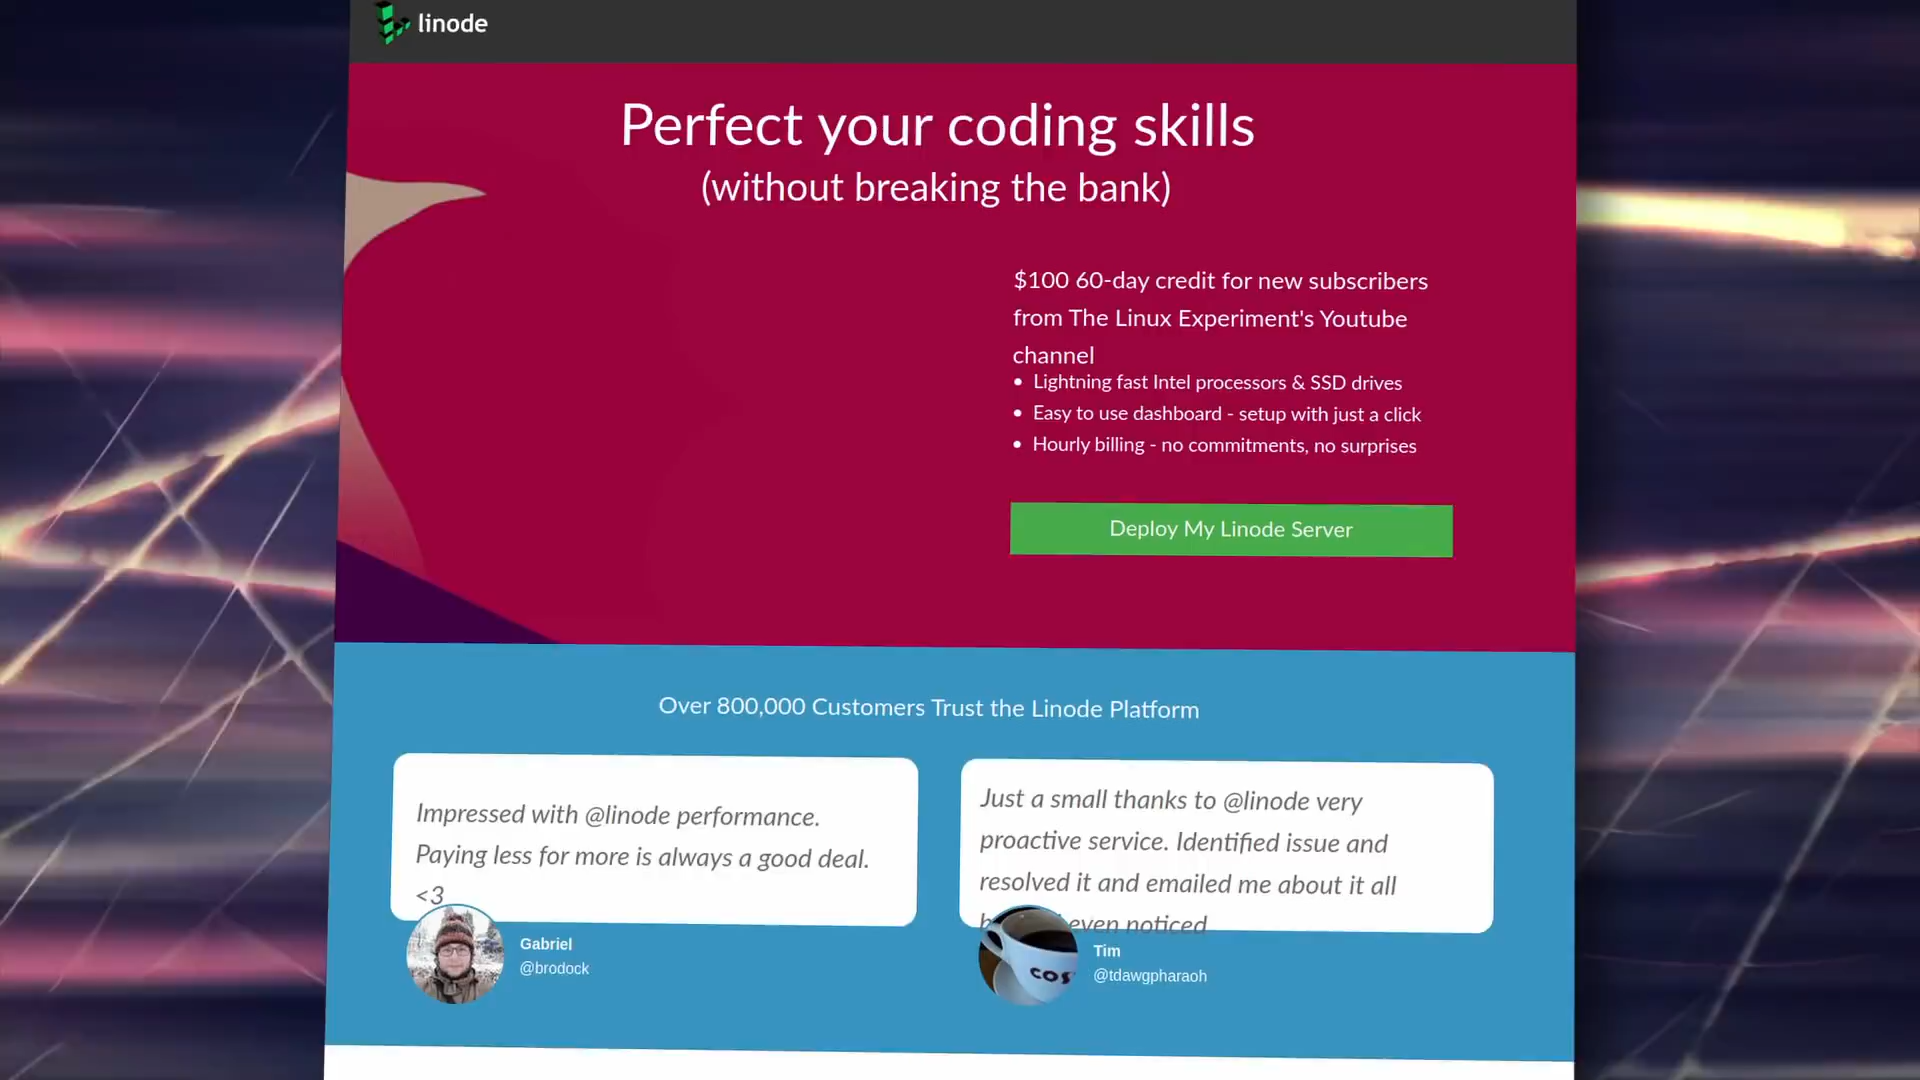 linode
Perfect your coding skills
(without breaking the bank)
$100 60-day credit for new subscribers
from The Linux Experiment's Youtube
channel
• Lightning fast Intel processors & SSD drives
• Easy to use dashboard - setup with just a click
• Hourly billing - no commitments, no surprises
Deploy My Linode Server
Over 800,000 Customers Trust the Linode Platform
Impressed with @linode performance.
Paying less for more is always a good deal.
<3
Gabriel
@brodock
Just a small thanks to @linode very
proactive service. Identified issue and
resolved it and emailed me about it all
even noticed
Tim
@tdawgpharaoh